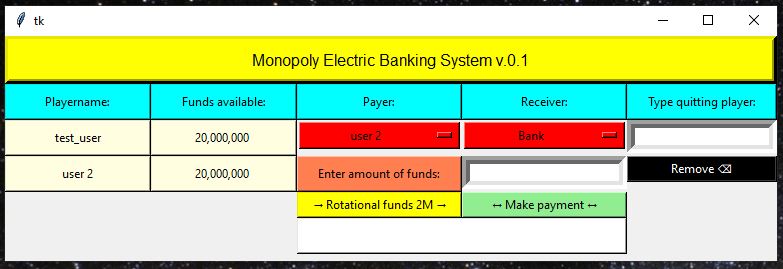 tk
Monopoly Electric Banking System v.0.1
Playername: Funds available: Payer: Receiver: Type quitting player:
test_user 20,000,000 user 2 Bank
user 2 20,000,000 Enter amount of funds: Remove ⌫
→ Rotational funds 2M → ↔ Make payment ↔